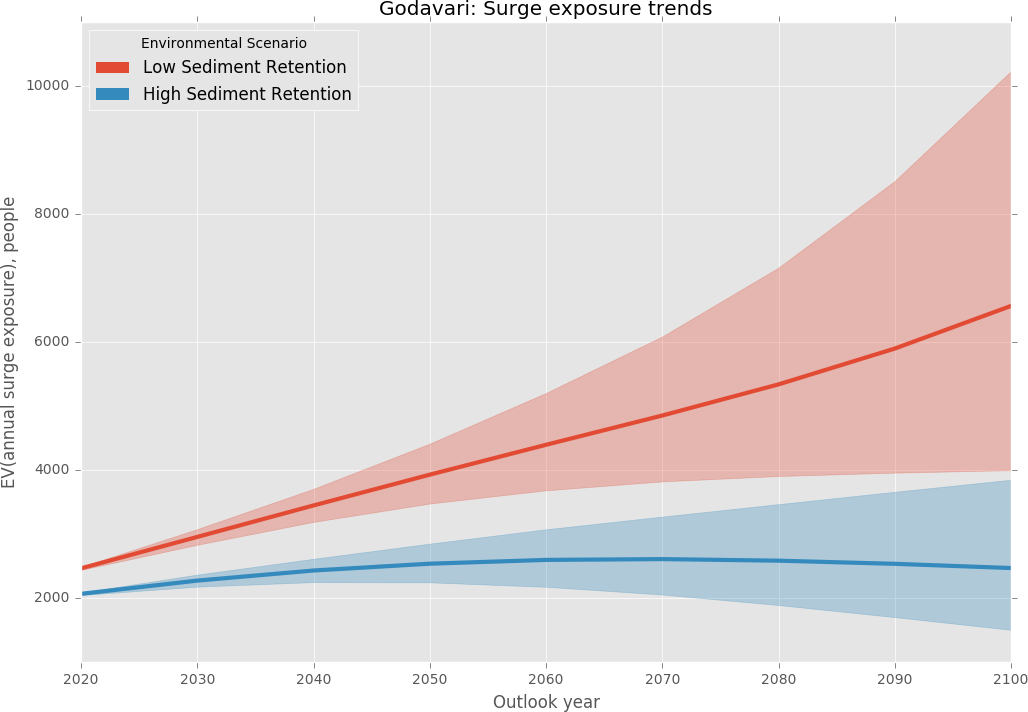 Godavari: Surge exposure trends
Environmental Scenario
Low Sediment Retention
High Sediment Retention
EV(annual surge exposure), people
10000
8000
6000
4000
2000
2020 2030 2040 2050 2060 2070 2080 2090 2100
Outlook year